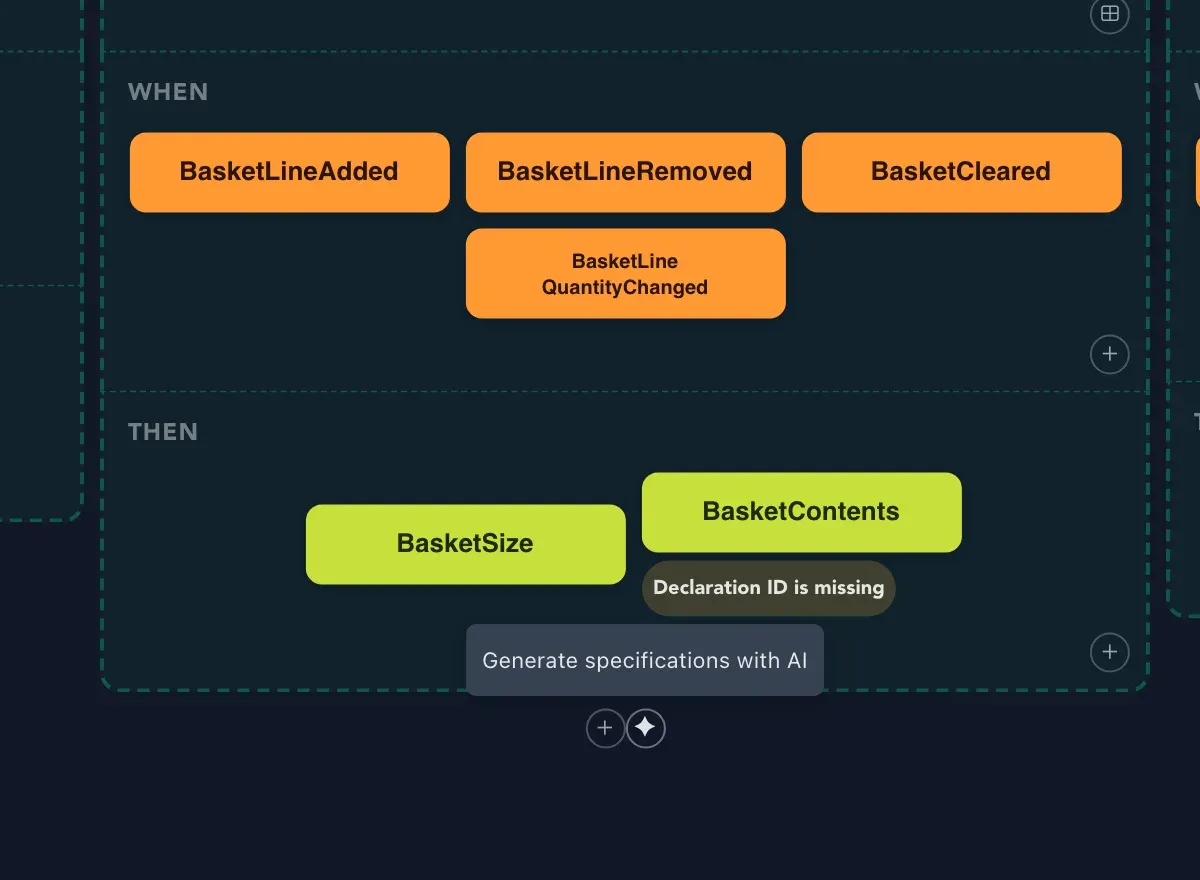 WHEN
BasketLineAdded
BasketLineRemoved
BasketCleared
BasketLine
QuantityChanged
THEN
BasketContents
BasketSize
Declaration ID is missing
Generate specifications with AI